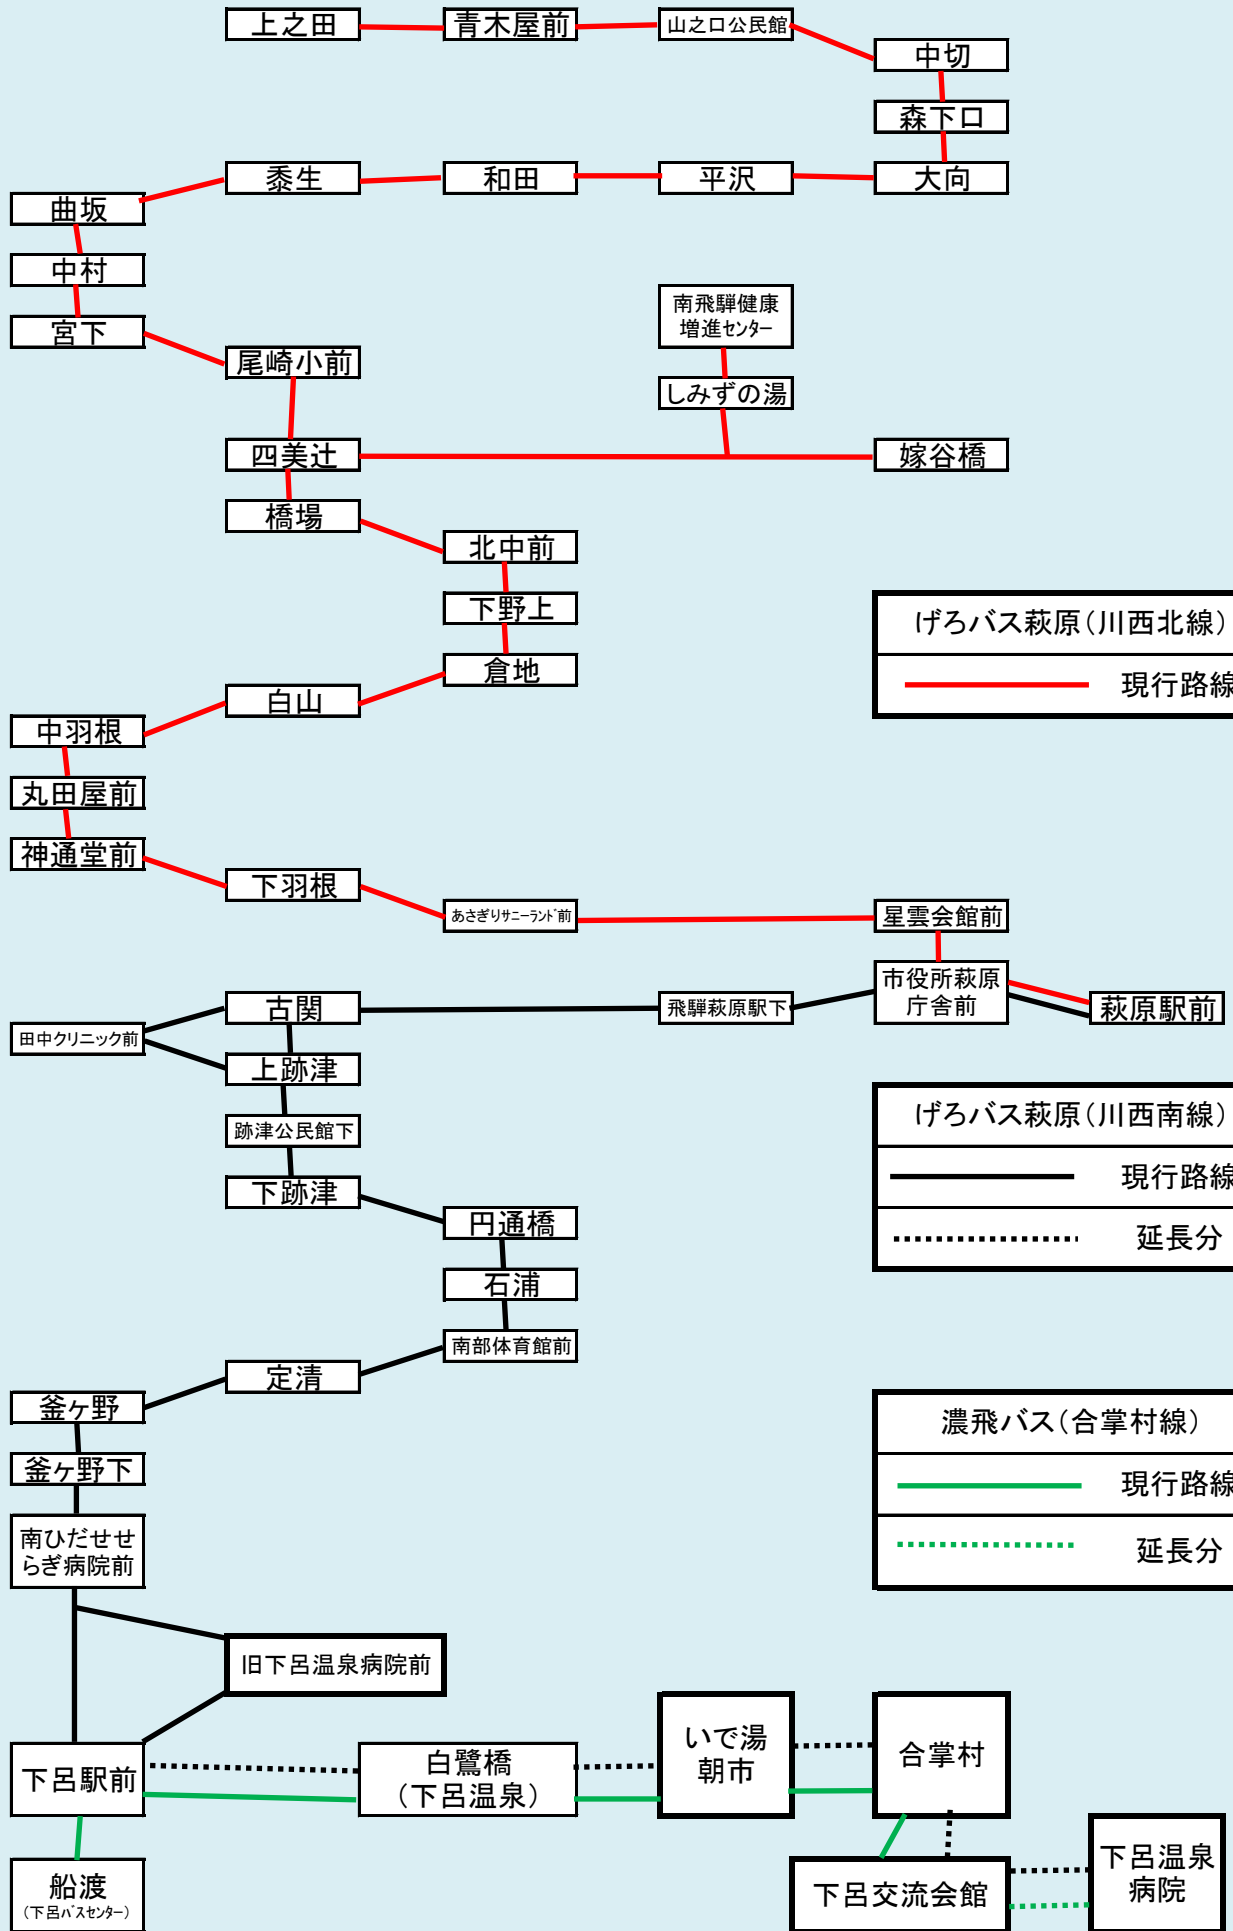 上之田
青木屋前
山之口公民館
中切
森下口
黍生
和田
平沢
大向
曲坂
中村
宮下
南飛騨健康
増進センター
尾崎小前
しみずの湯
四美辻
嫁谷橋
橋場
北中前
下野上
倉地
白山
中羽根
丸田屋前
神通堂前
下羽根
あさぎりサニーランド前
星雲会館前
げろバス萩原（川西北線）
現行路線
市役所萩原
庁舎前
萩原駅前
飛騨萩原駅下
古関
田中クリニック前
上跡津
跡津公民館下
下跡津
円通橋
石浦
南部体育館前
定清
釜ヶ野
釜ヶ野下
南ひだせせ
らぎ病院前
げろバス萩原（川西南線）
現行路線
延長分
濃飛バス（合掌村線）
現行路線
延長分
旧下呂温泉病院前
下呂駅前
白鷺橋
（下呂温泉）
いで湯
朝市
合掌村
船渡
（下呂バスセンター）
下呂交流会館
下呂温泉
病院